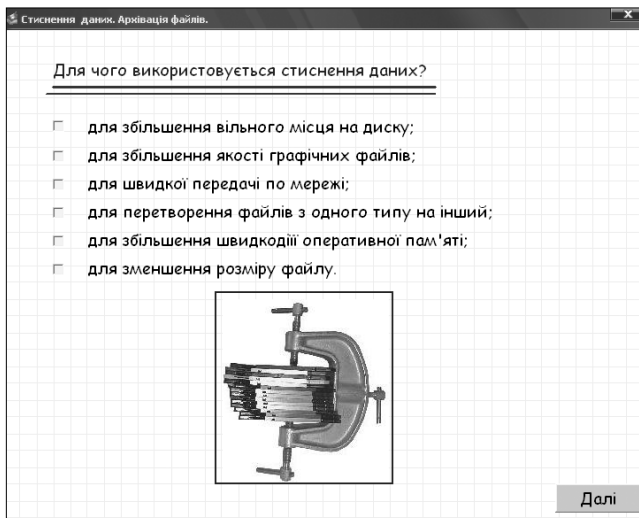 Стиснення даних. Архівація файлів.
Для чого використовується стиснення даних?
для збільшення вільного місця на диску;
для збільшення якості графічних файлів;
для швидкої передачі по мережі;
для перетворення файлів з одного типу на інший;
для збільшення швидкодіїї оперативної пам'яті;
для зменшення розміру файлу.
Далі